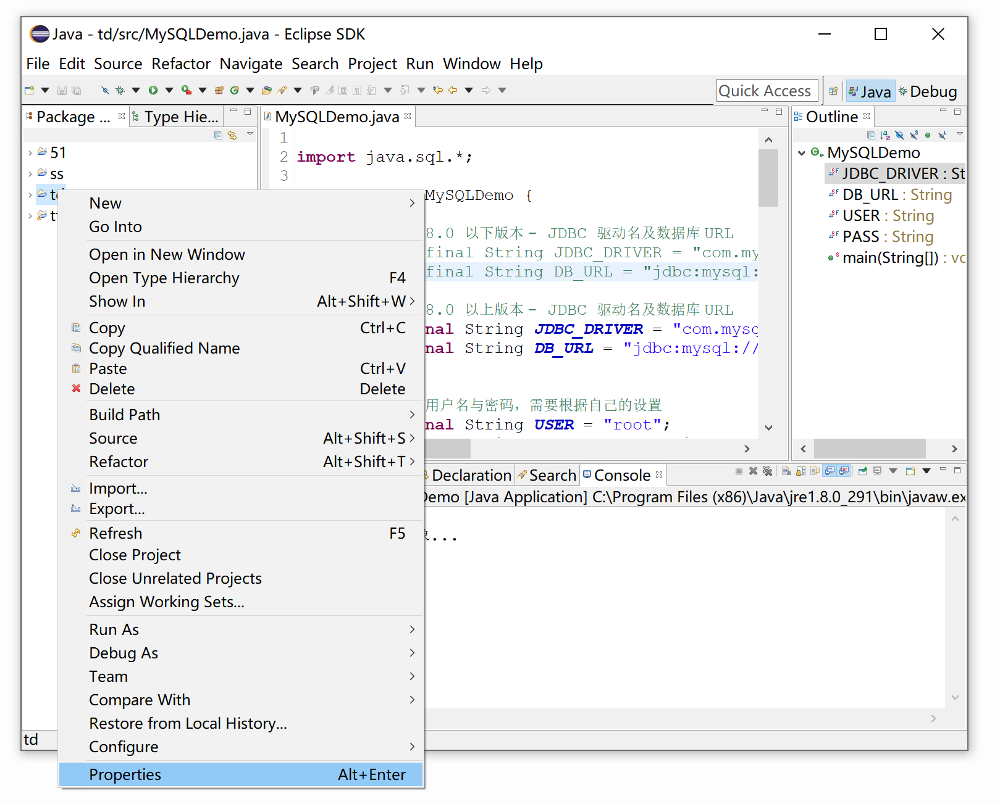 Java - td/src/MySQLDemo.java - Eclipse SDK
File Edit Source Refactor Navigate Search Project Run Window Help
Quick Access
Java
Debug
Package ...
Type Hie...
51
ss
MySQLDemo.java
1
2 import java.sql.*;
3
MySQLDemo {
8.0 以下版本 - JDBC 驱动名及数据库 URL
final String JDBC_DRIVER = "com.my
final String DB_URL = "jdbc:mysql:
8.0 以上版本 - JDBC 驱动名及数据库 URL
nal String JDBC_DRIVER = "com.mysq
nal String DB_URL = "jdbc:mysql://
用户名与密码，需要根据自己的设置
nal String USER = "root";
Outline
MySQLDemo
JDBC_DRIVER : St
DB_URL : String
USER : String
PASS : String
main(String[]) : vo
New
Go Into
Open in New Window
Open Type Hierarchy F4
Show In Alt+Shift+W
Copy Ctrl+C
Copy Qualified Name
Paste Ctrl+V
Delete Delete
Build Path
Source Alt+Shift+S
Refactor Alt+Shift+T
Import...
Export...
Refresh F5
Close Project
Close Unrelated Projects
Assign Working Sets...
Run As
Debug As
Team
Compare With
Restore from Local History...
Configure
Properties Alt+Enter
Declaration
Search
Console
Demo [Java Application] C:\Program Files (x86)\Java\jre1.8.0_291\bin\javaw.ex
...
td